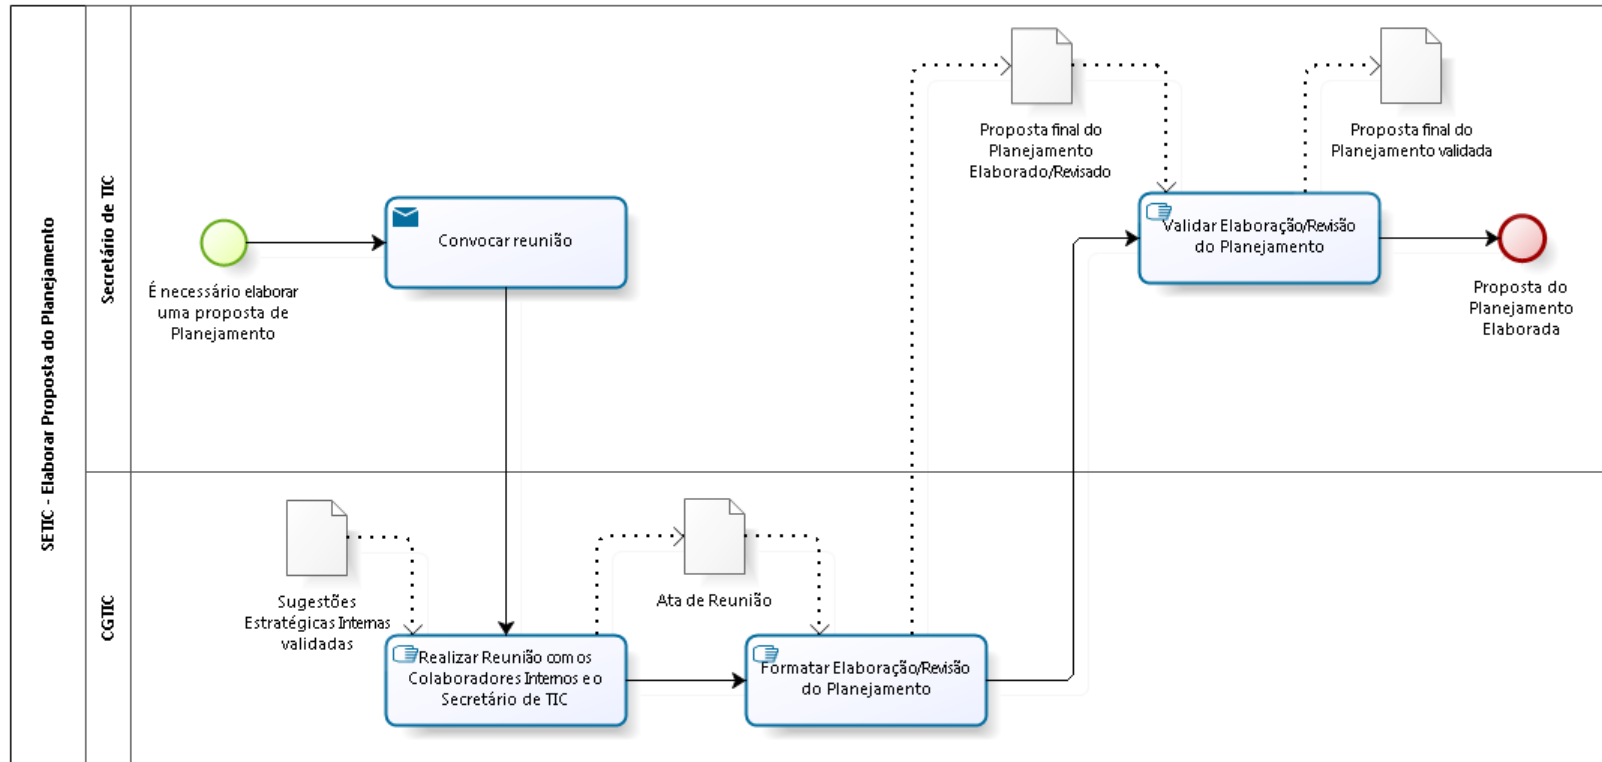 SETIC - Elaborar Proposta do Planejamento
Secretário de TIC
É necessário elaborar
uma proposta de
Planejamento
Convocar reunião
Proposta final do
Planejamento
Elaborado/Revisado
Validar Elaboração/Revisão
do Planejamento
Proposta final do
Planejamento validada
Proposta do
Planejamento
Elaborada
CGTIC
Sugestões
Estratégicas Internas
validadas
Realizar Reunião com os
Colaboradores Internos e o
Secretário de TIC
Ata de Reunião
Formatar Elaboração/Revisão
do Planejamento